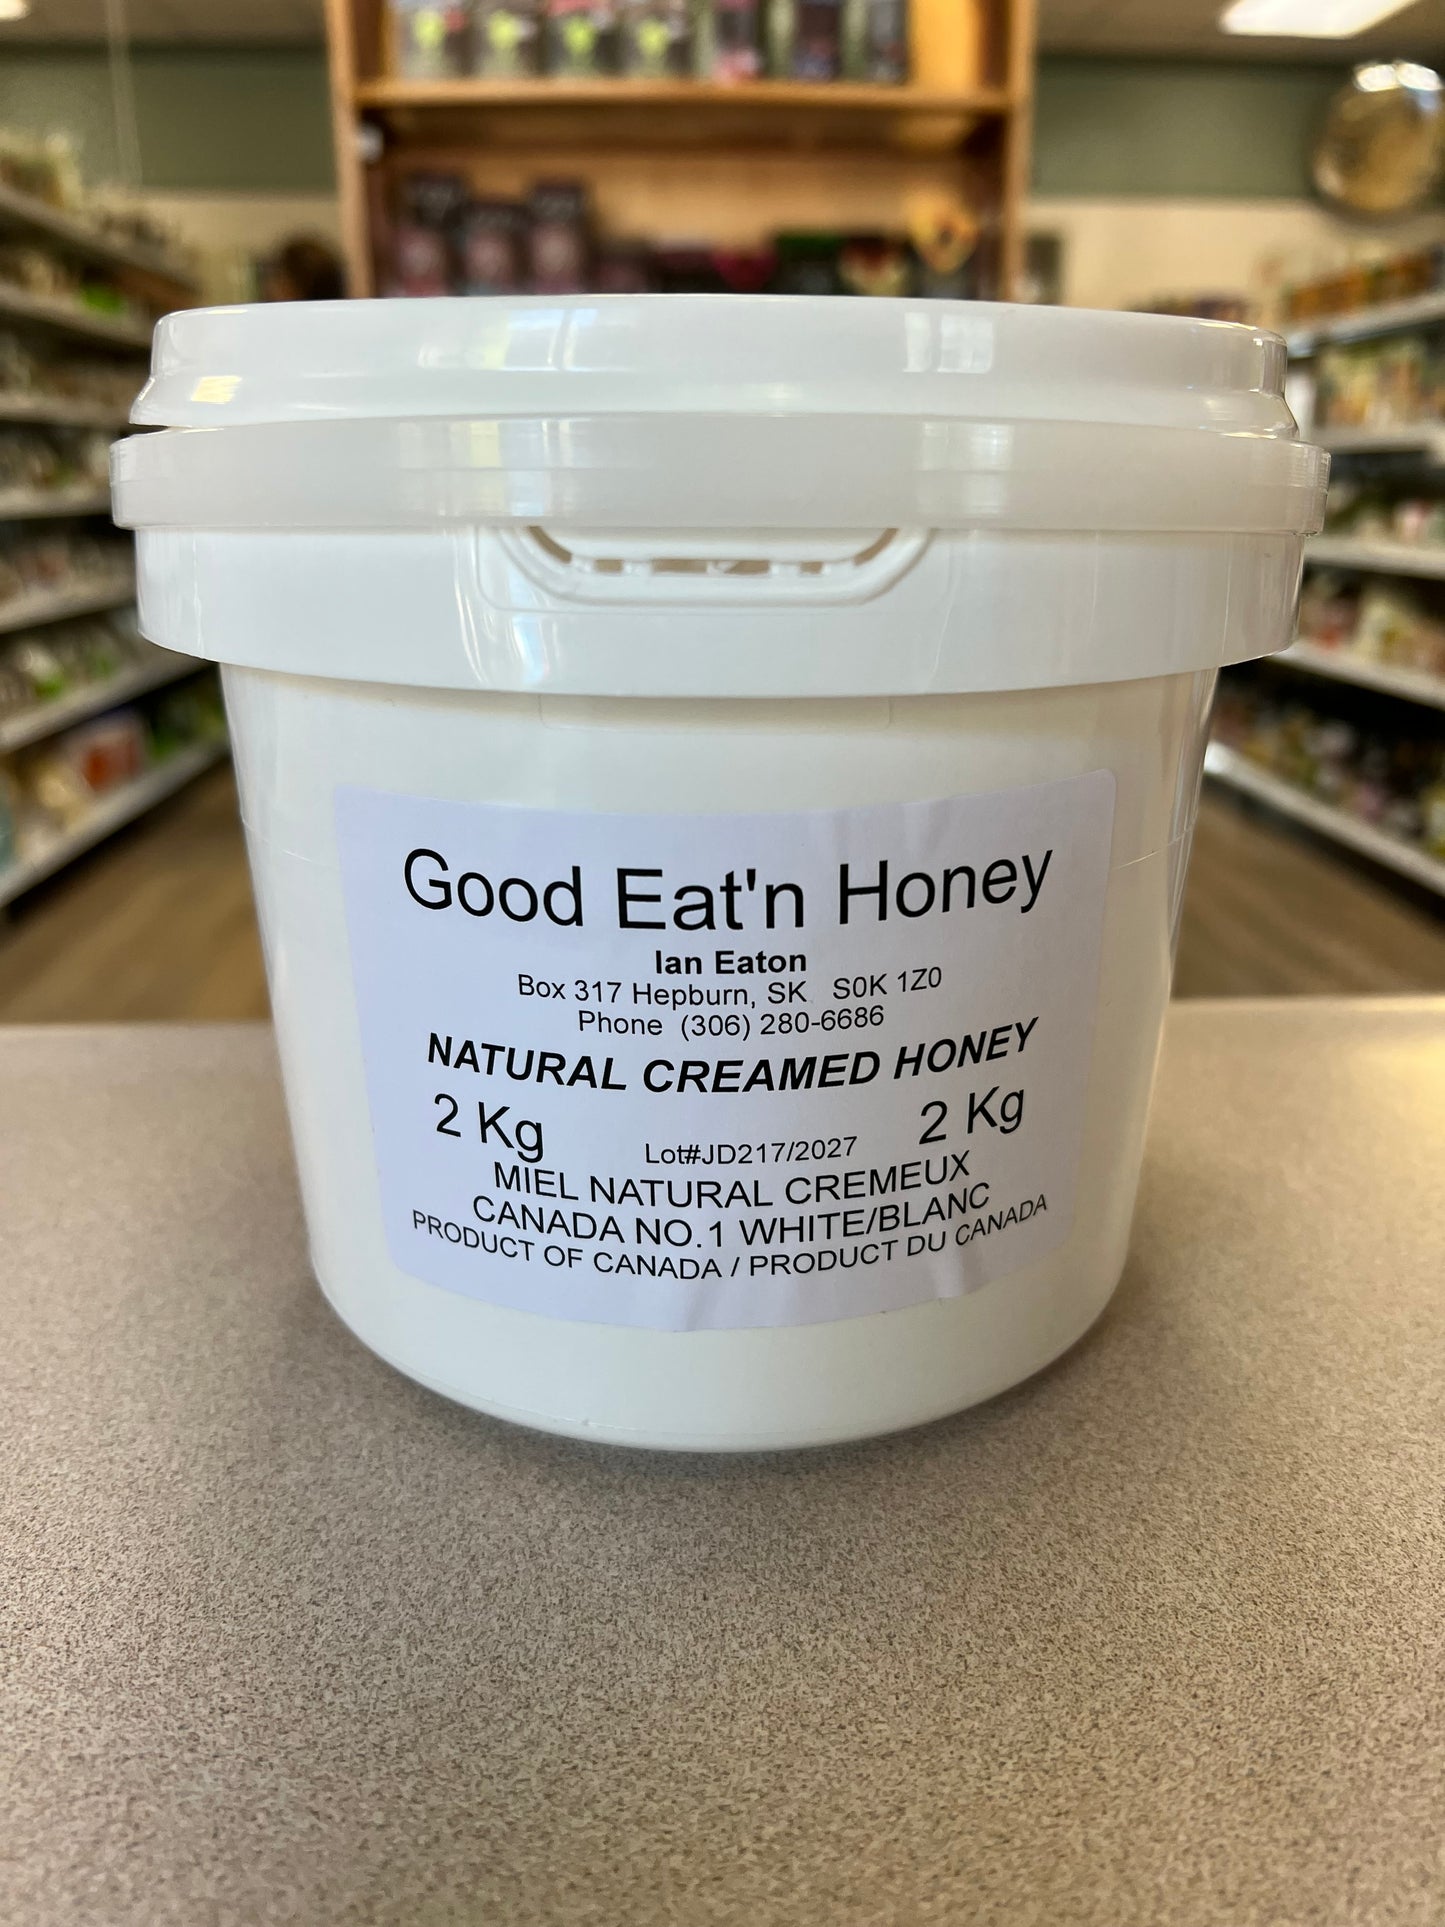 Good Eat'n Honey
Ian Eaton
Box 317 Hepburn, SK S0K 1Z0
Phone (306) 280-6686
NATURAL CREAMED HONEY
2 Kg 2 Kg
Lot#JD217/2027
MIEL NATURAL CREMEUX
CANADA NO.1 WHITE/BLANC
PRODUCT OF CANADA / PRODUCT DU CANADA